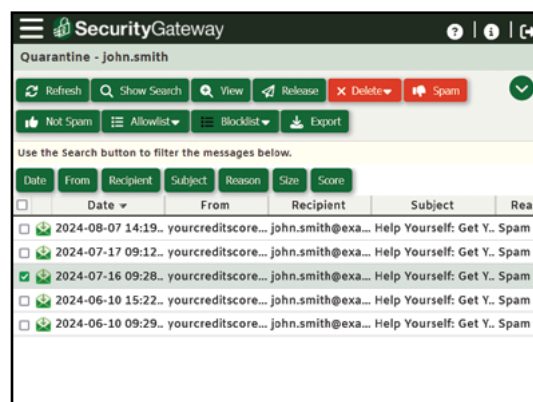 SecurityGateway
Quarantine - john.smith
Refresh Show Search View Release Delete Spam
Not Spam Allowlist Blocklist Export
Use the Search button to filter the messages below.
Date From Recipient Subject Reason Size Score
Date From Recipient Subject Rea
2024-08-07 14:19.. yourcreditscore... john.smith@exa... Help Yourself: Get Y.. Spam
2024-07-17 09:12.. yourcreditscore... john.smith@exa... Help Yourself: Get Y.. Spam
2024-07-16 09:28.. yourcreditscore... john.smith@exa... Help Yourself: Get Y.. Spam
2024-06-10 15:22.. yourcreditscore... john.smith@exa... Help Yourself: Get Y.. Spam
2024-06-10 09:29.. yourcreditscore... john.smith@exa... Help Yourself: Get Y.. Spam